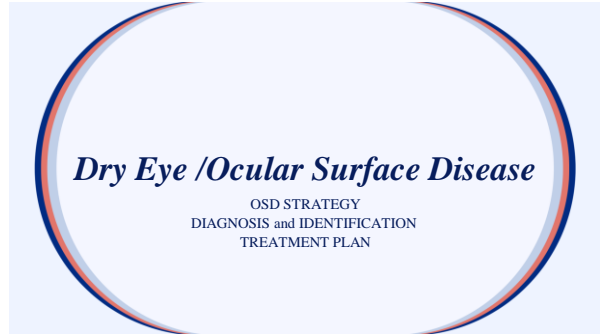 Dry Eye /Ocular Surface Disease
OSD STRATEGY
DIAGNOSIS and IDENTIFICATION
TREATMENT PLAN